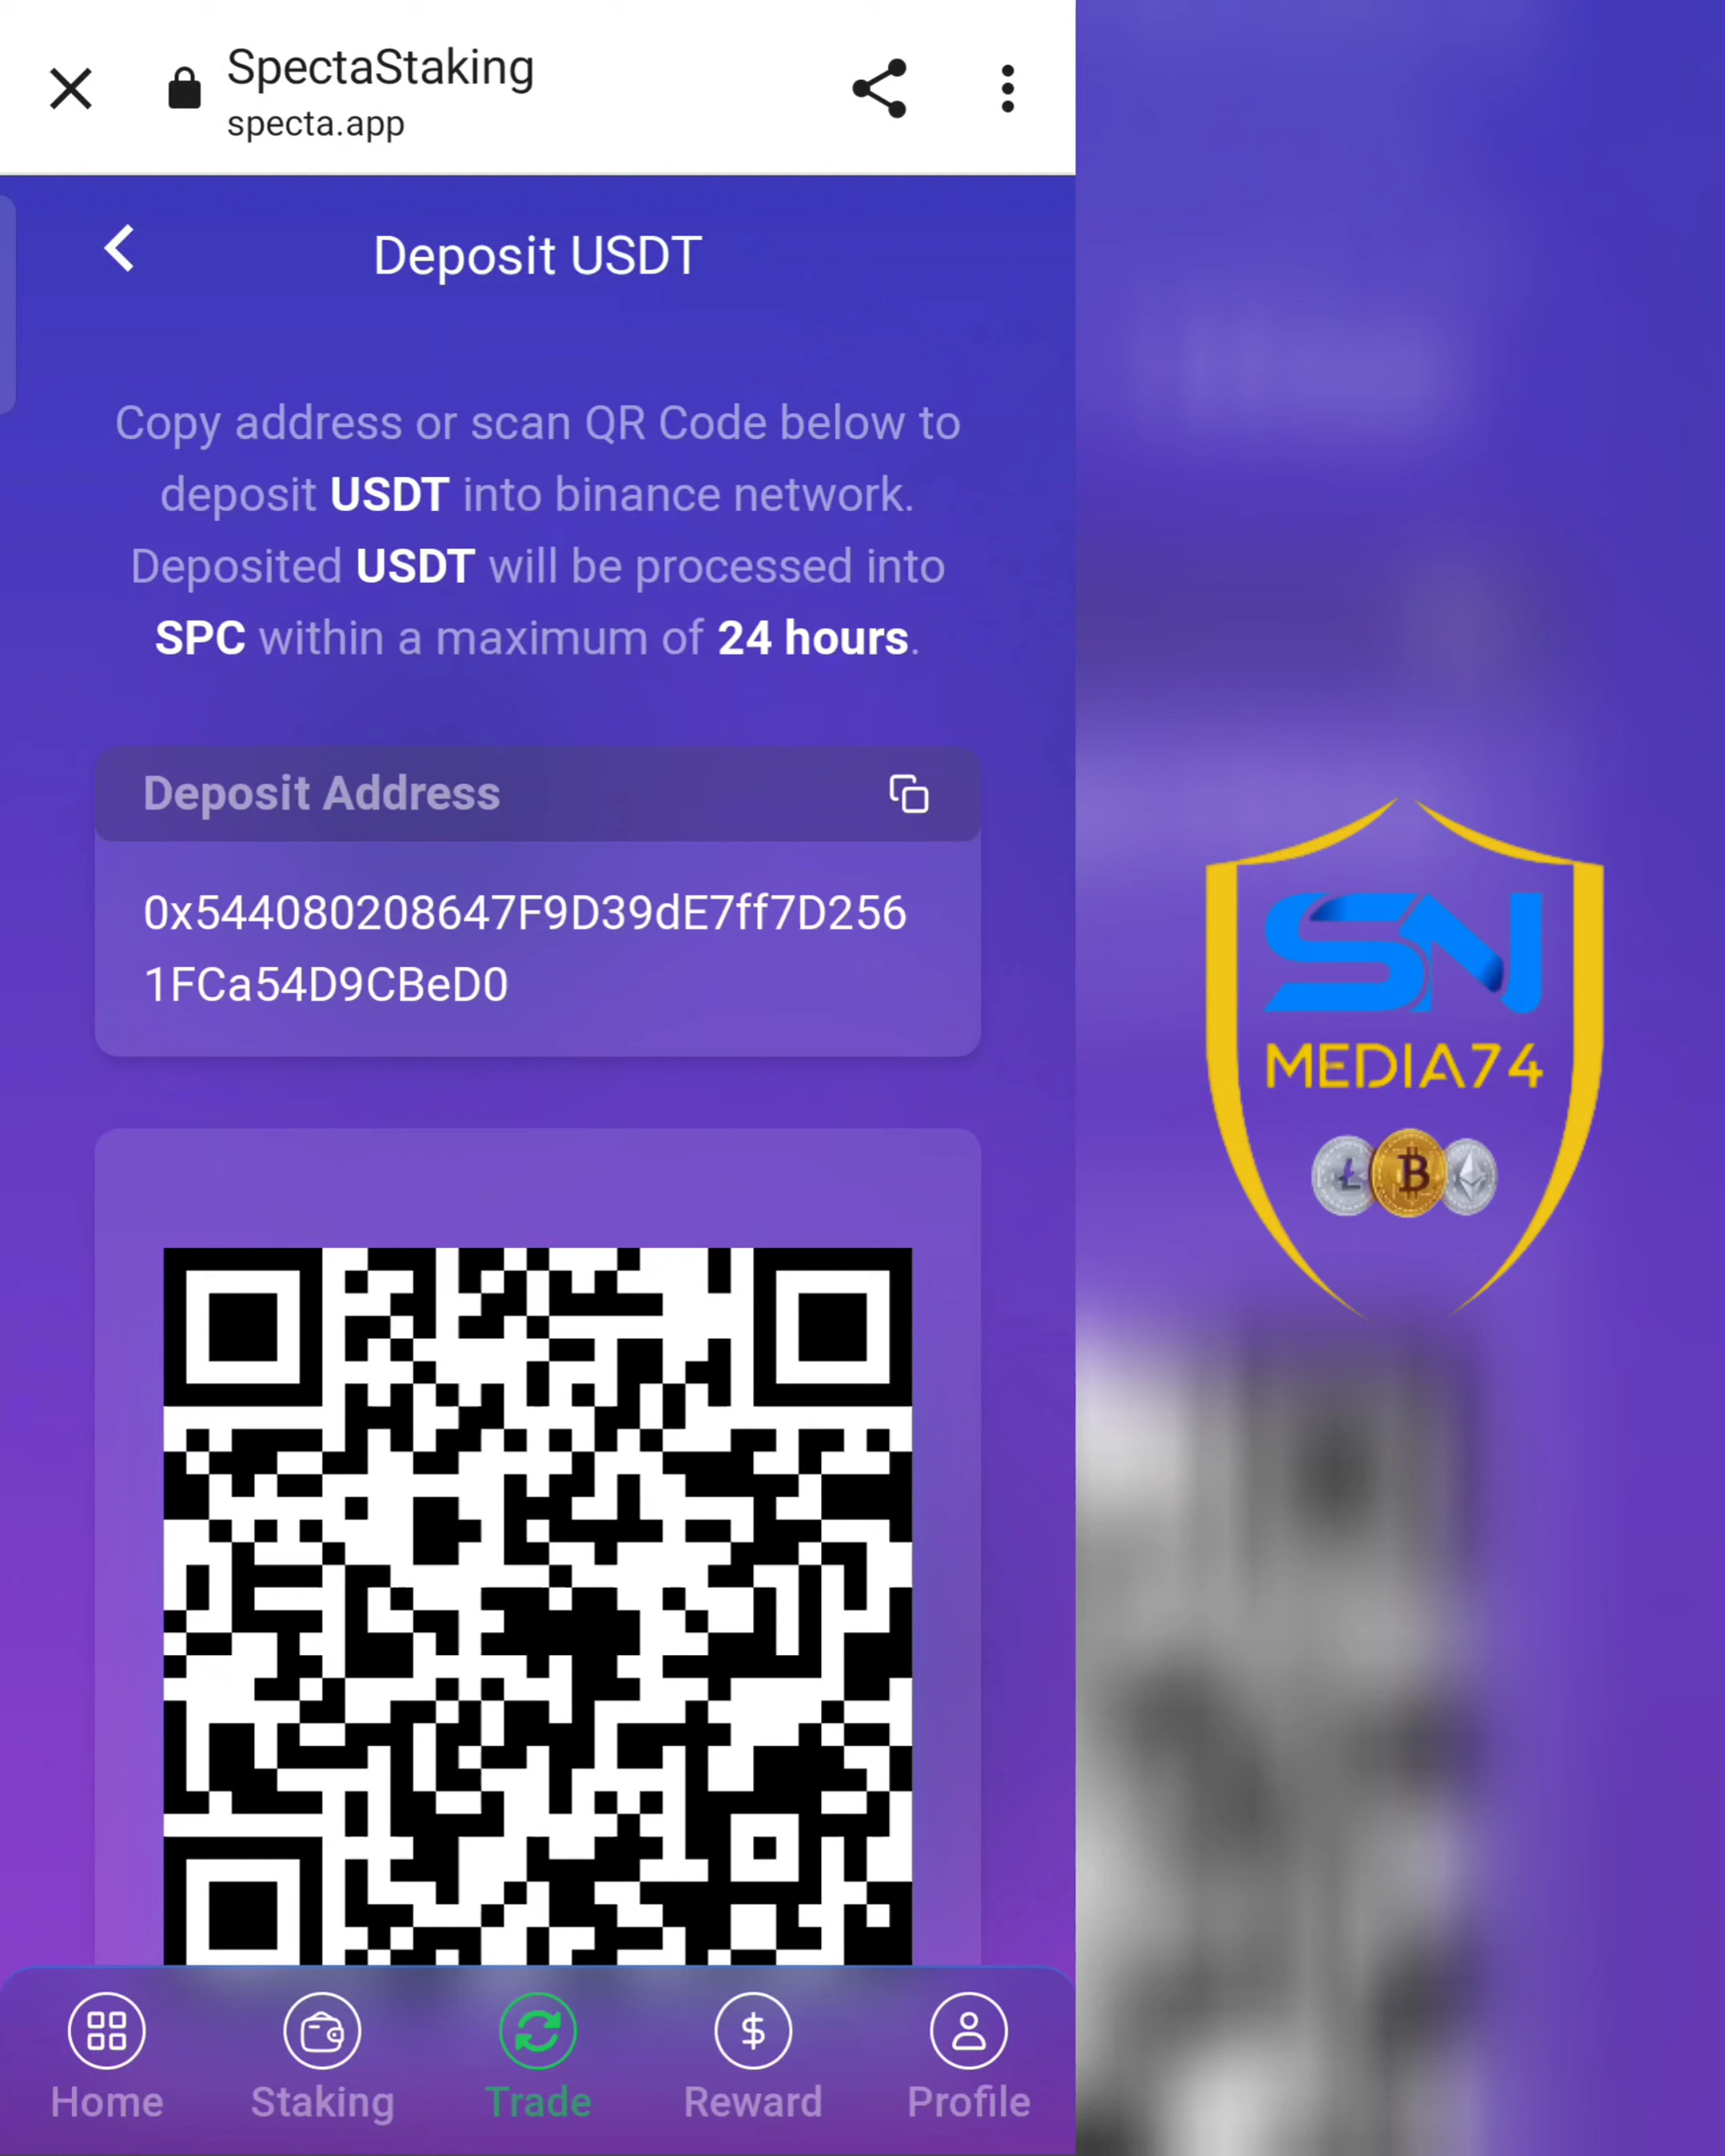 SpectaStaking
specta.app
Deposit USDT
Copy address or scan QR Code below to
deposit USDT into binance network.
Deposited USDT will be processed into
SPC within a maximum of 24 hours.
Deposit Address
0x544080208647F9D39dE7ff7D256
1FCa54D9CBeD0
SN
MEDIA74
Home
Staking
Trade
Reward
Profile